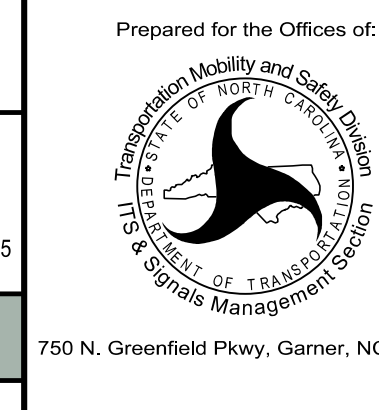 Prepared for the Offices of:
Transportation Mobility and Safety Division
STATE OF NORTH CAROLINA
DEPARTMENT OF TRANSPORTATION
ITS & Signals Management Section
5
750 N. Greenfield Pkwy, Garner, NC